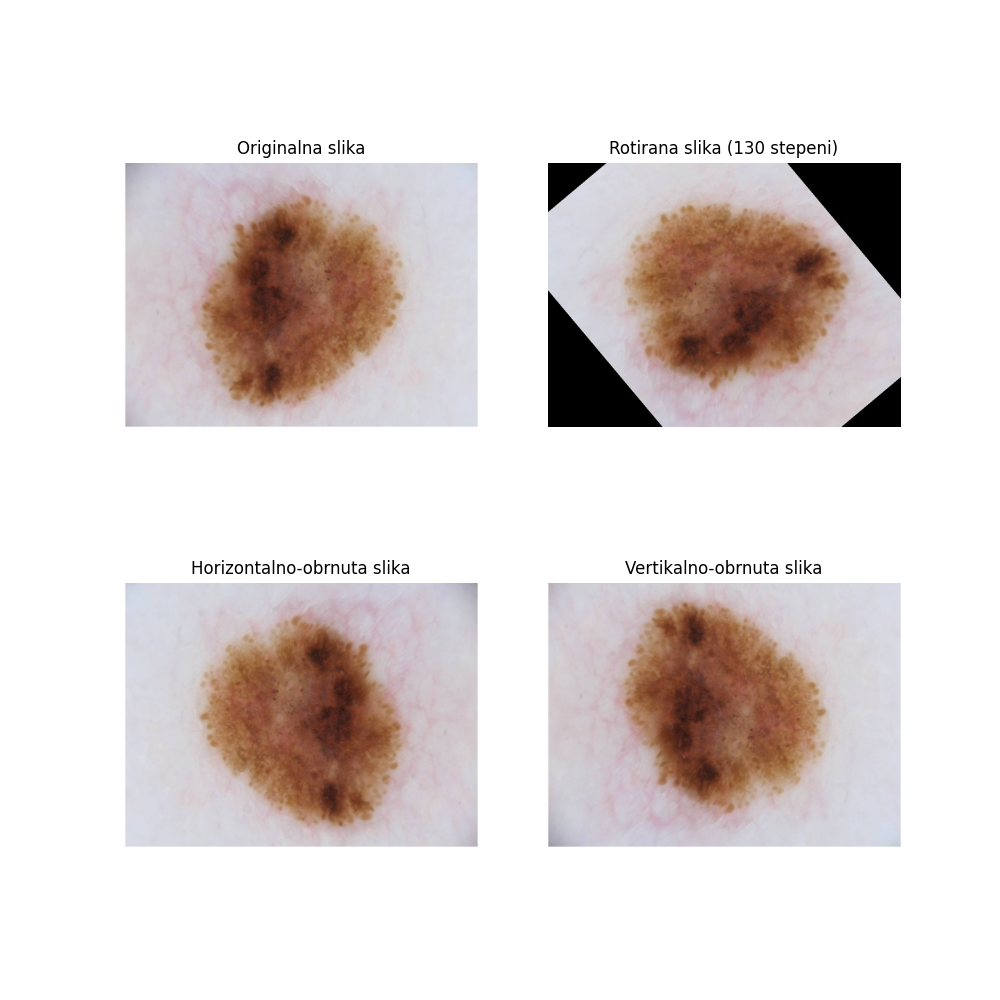 Originalna slika
Rotirana slika (130 stepeni)
Horizontalno-obrnuta slika
Vertikalno-obrnuta slika